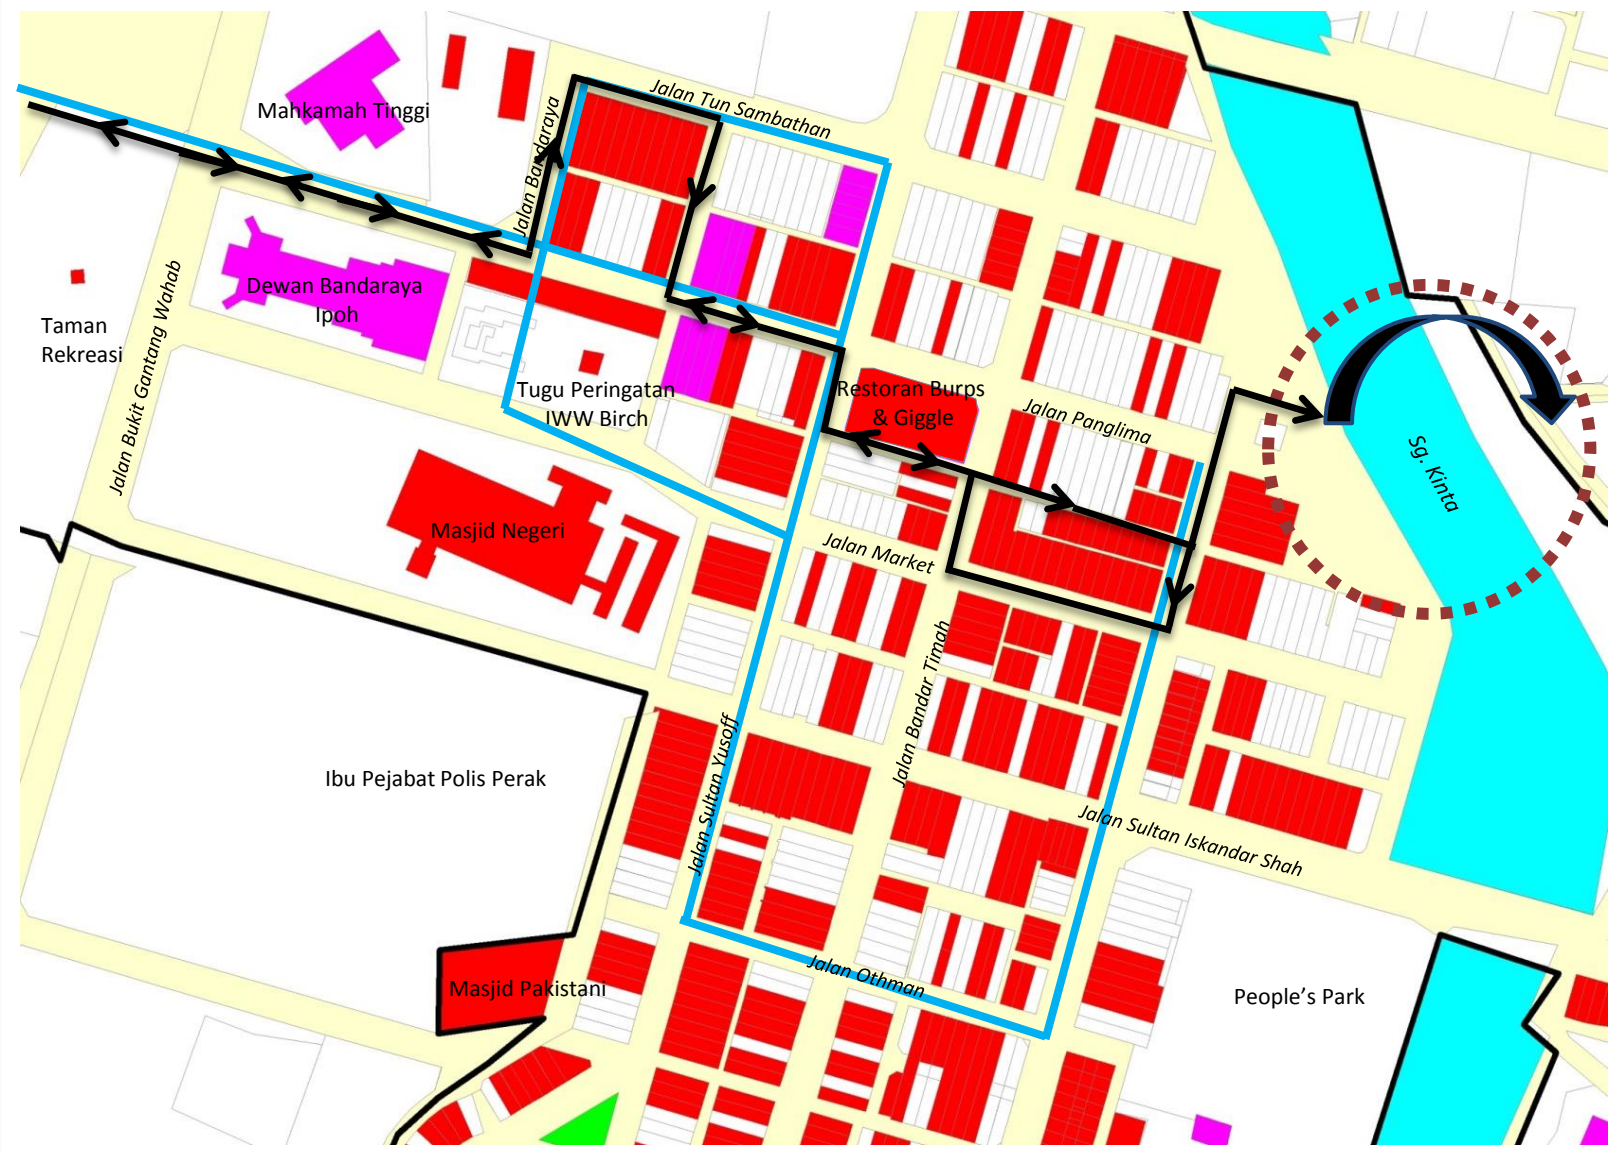 Mahkamah Tinggi
Jalan Tun Sambathan
Jalan Bandaraya
Dewan Bandaraya
Ipoh
Jalan Bukit Gantang Wahab
Taman
Rekreasi
Tugu Peringatan
IWW Birch
Restoran Burps
& Giggle
Jalan Panglima
Sg. Kinta
Masjid Negeri
Jalan Market
Jalan Bandar Timah
Jalan Sultan Yusoff
Ibu Pejabat Polis Perak
Jalan Sultan Iskandar Shah
Jalan Othman
Masjid Pakistani
People’s Park